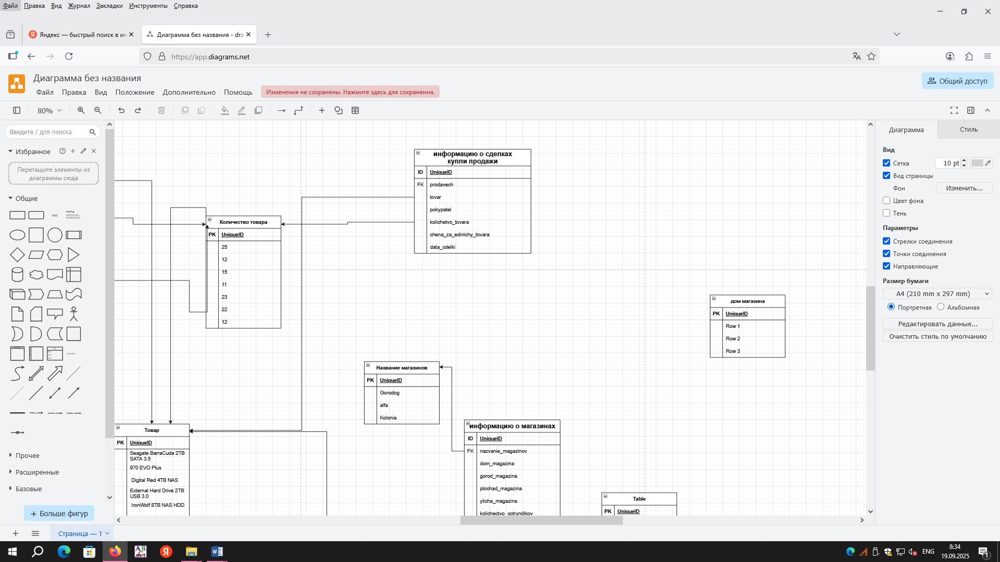 Файл Правка Вид Журнал Закладки Инструменты Справка
Яндекс — быстрый поиск в ин
Диаграмма без названия - dra
https://app.diagrams.net
Диаграмма без названия
Файл Правка Вид Положение Дополнительно Помощь
Изменения не сохранены. Нажмите здесь для сохранения.
Общий доступ
80%
Введите / для поиска
Избранное
Перетащите элементы из
диаграммы сюда
Общие
Text
Heading
List Item
Прочее
Расширенные
Базовые
+ Больше фигур
информацию о сделках
купли продажи
ID UniqueID
FK prodavech
tovar
pokypatel
kolichetvo_tovara
chena_za_edinichy_tovara
data_cdelki
Количество товара
PK UniqueID
25
12
15
11
23
22
12
дом магазина
PK UniqueID
Row 1
Row 2
Row 3
Название магазинов
PK UniqueID
Gorodog
alfa
Kolonia
информацию о магазинах
ID UniqueID
FK nazvanie_magazinov
dom_magazina
gorod_magazina
plochad_magazina
ylicha_magazina
kolichectvo_cotryndikov
Товар
PK UniqueID
Seagate BarraCuda 2TB
SATA 3.5
970 EVO Plus
Digital Red 4TB NAS
External Hard Drive 2TB
USB 3.0
IronWolf 8TB NAS HDD
Table
PK UniqueID
Диаграмма Стиль
Вид
Сетка 10 pt
Вид страницы
Фон Изменить...
Цвет фона
Тень
Параметры
Стрелки соединения
Точки соединения
Направляющие
Размер бумаги
A4 (210 mm x 297 mm)
Портретная Альбомная
Редактировать данные...
Очистить стиль по умолчанию
Страница — 1
ENG
8:34
19.09.2025
1